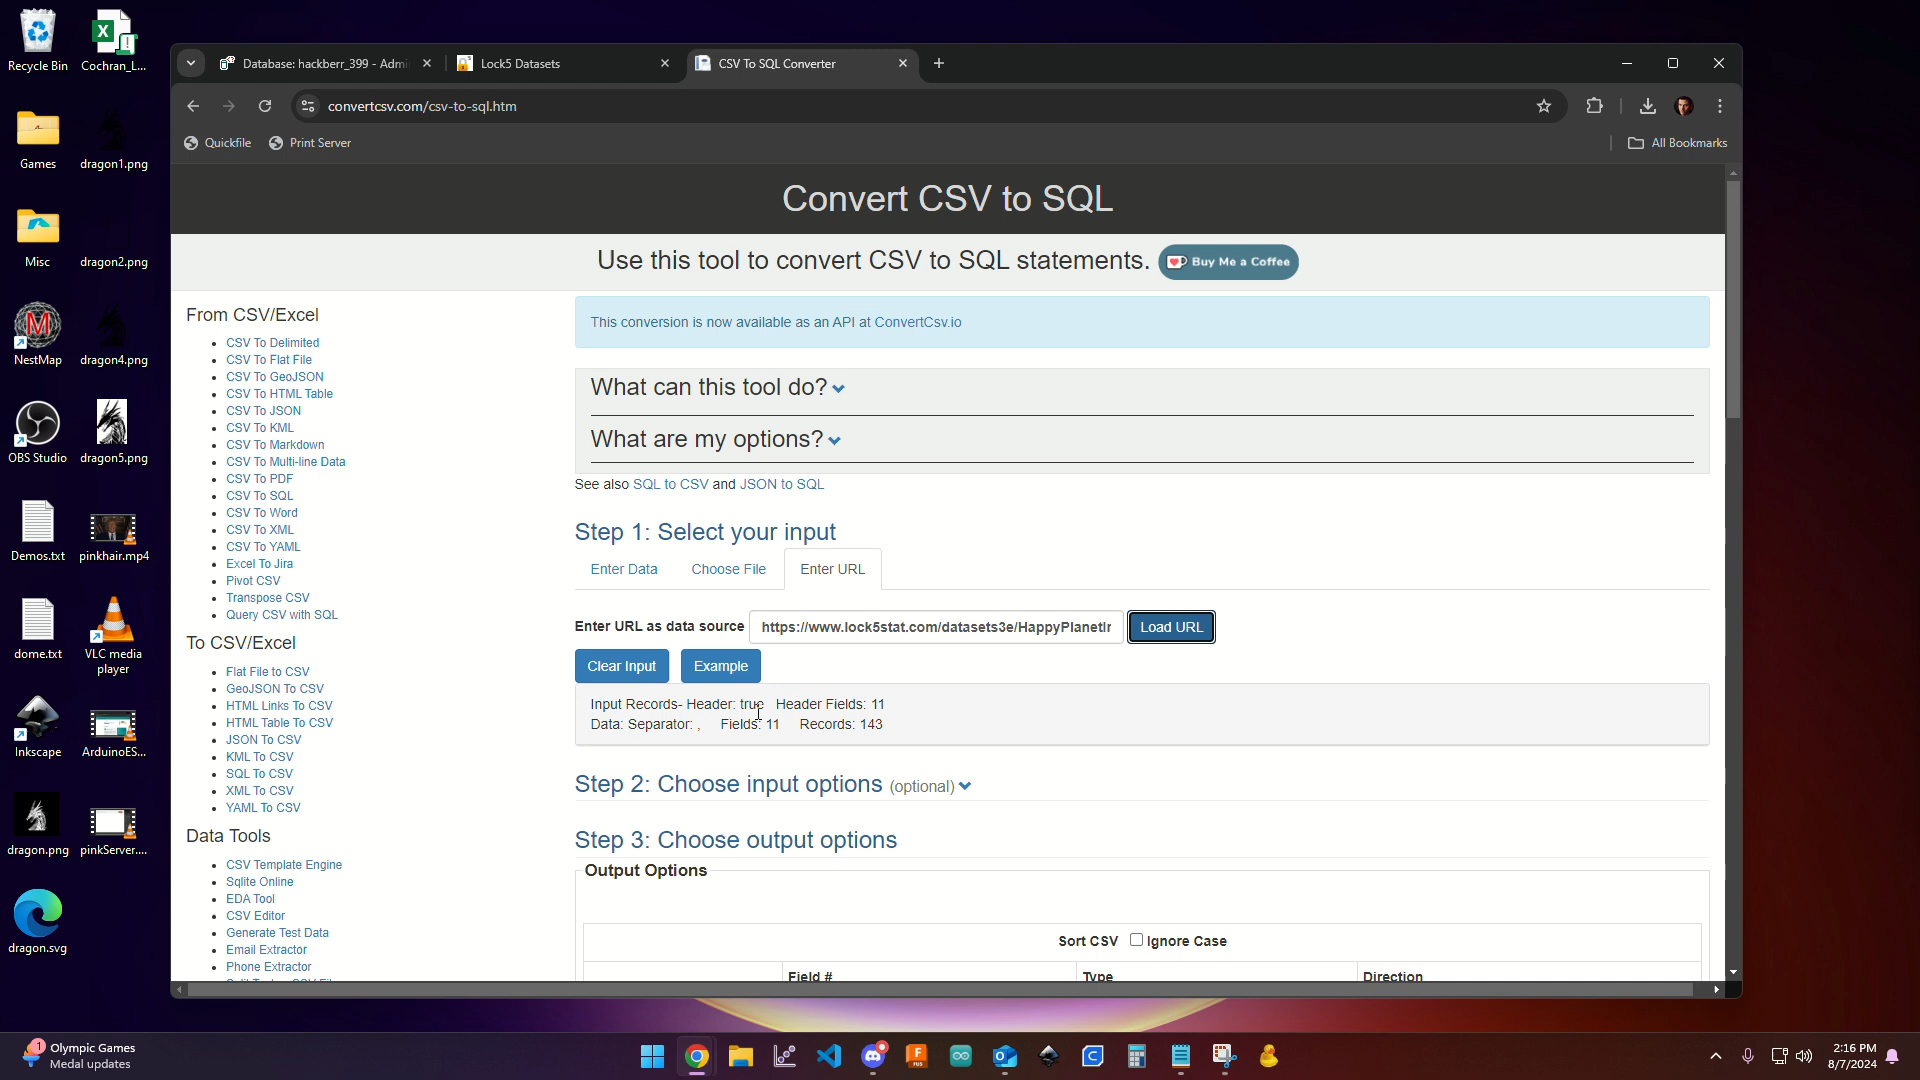 Recycle Bin
Cochran_L...
Games
dragon1.png
Misc
dragon2.png
NestMap
dragon4.png
OBS Studio
dragon5.png
Demos.txt
pinkhair.mp4
dome.txt
VLC media
player
Inkscape
ArduinoES...
dragon.png
pinkServer....
dragon.svg
Database: hackberr_399 - Admi
Lock5 Datasets
CSV To SQL Converter
convertcsv.com/csv-to-sql.htm
Quickfile
Print Server
All Bookmarks
Convert CSV to SQL
Use this tool to convert CSV to SQL statements.
Buy Me a Coffee
From CSV/Excel
CSV To Delimited
CSV To Flat File
CSV To GeoJSON
CSV To HTML Table
CSV To JSON
CSV To KML
CSV To Markdown
CSV To Multi-line Data
CSV To PDF
CSV To SQL
CSV To Word
CSV To XML
CSV To YAML
Excel To Jira
Pivot CSV
Transpose CSV
Query CSV with SQL
To CSV/Excel
Flat File to CSV
GeoJSON To CSV
HTML Links To CSV
HTML Table To CSV
JSON To CSV
KML To CSV
SQL To CSV
XML To CSV
YAML To CSV
Data Tools
CSV Template Engine
Sqlite Online
EDA Tool
CSV Editor
Generate Test Data
Email Extractor
Phone Extractor
This conversion is now available as an API at ConvertCsv.io
What can this tool do?
What are my options?
See also SQL to CSV and JSON to SQL
Step 1: Select your input
Enter Data
Choose File
Enter URL
Enter URL as data source
https://www.lock5stat.com/datasets3e/HappyPlanetIr
Load URL
Clear Input
Example
Input Records- Header: true Header Fields: 11
Data: Separator: , Fields: 11 Records: 143
Step 2: Choose input options (optional)
Step 3: Choose output options
Output Options
Sort CSV Ignore Case
Field # Type Direction
1
Olympic Games
Medal updates
2:16 PM
8/7/2024